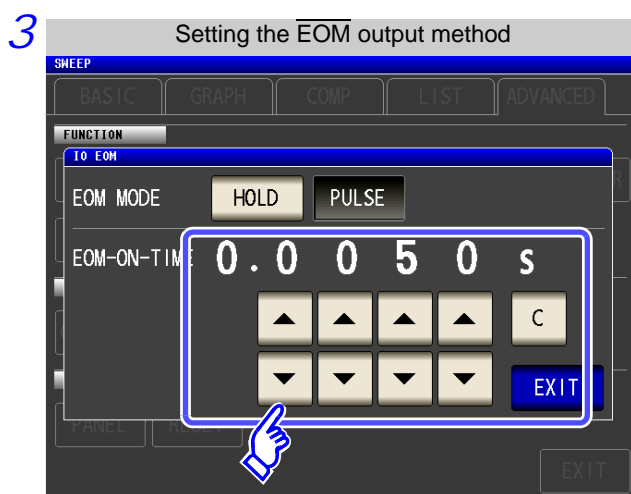 3
Setting the EOM output method
SWEEP
BASIC GRAPH COMP LIST ADVANCED
FUNCTION
IO EOM
R
EOM MODE HOLD PULSE
EOM-ON-TIME 0.0050 s
C
EXIT
PANEL
EXIT